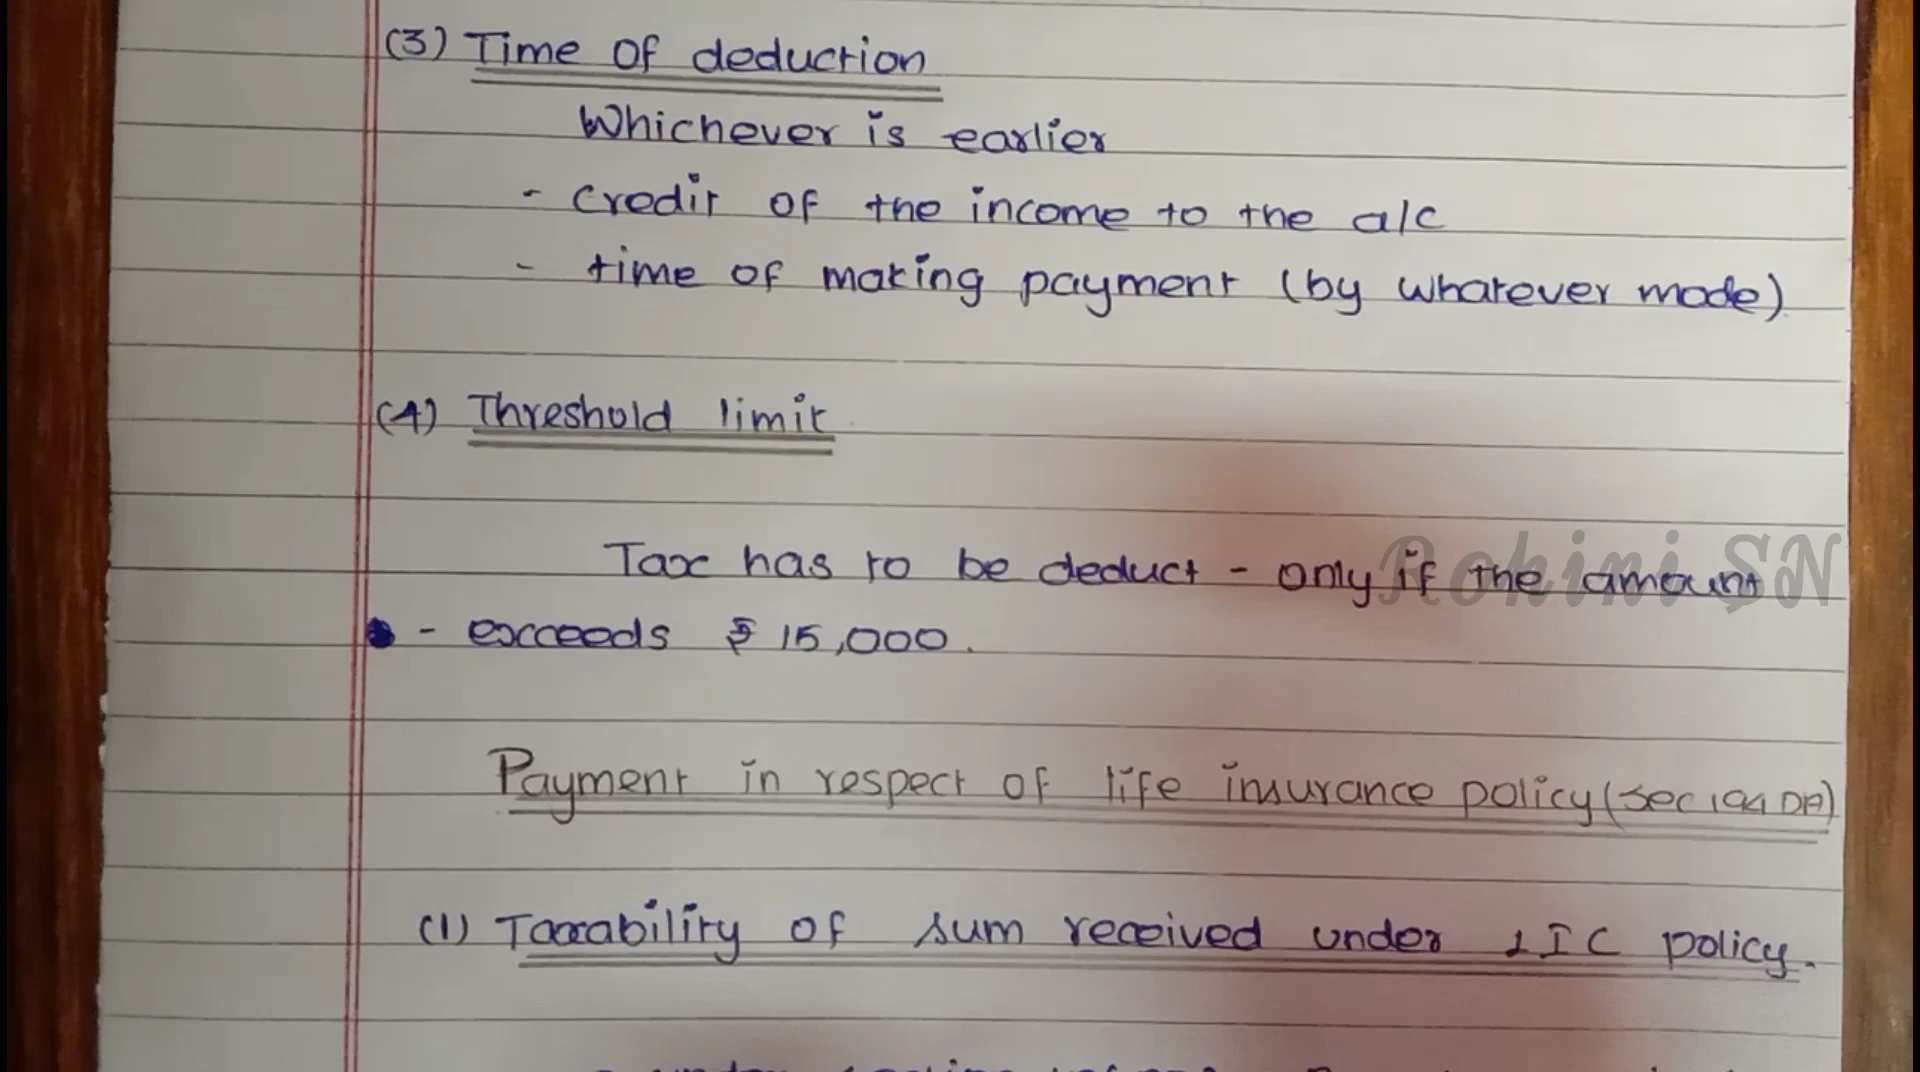 (3) Time of deduction
Whichever is earlier
- credit of the income to the a/c
- time of making payment (by whatever mode)
(4) Threshold limit
Tax has to be deduct - only if the amount
- exceeds ₹ 15,000.
Rohini SN
Payment in respect of life insurance policy (Sec 194 DA)
(1) Taxability of sum received under LIC policy.